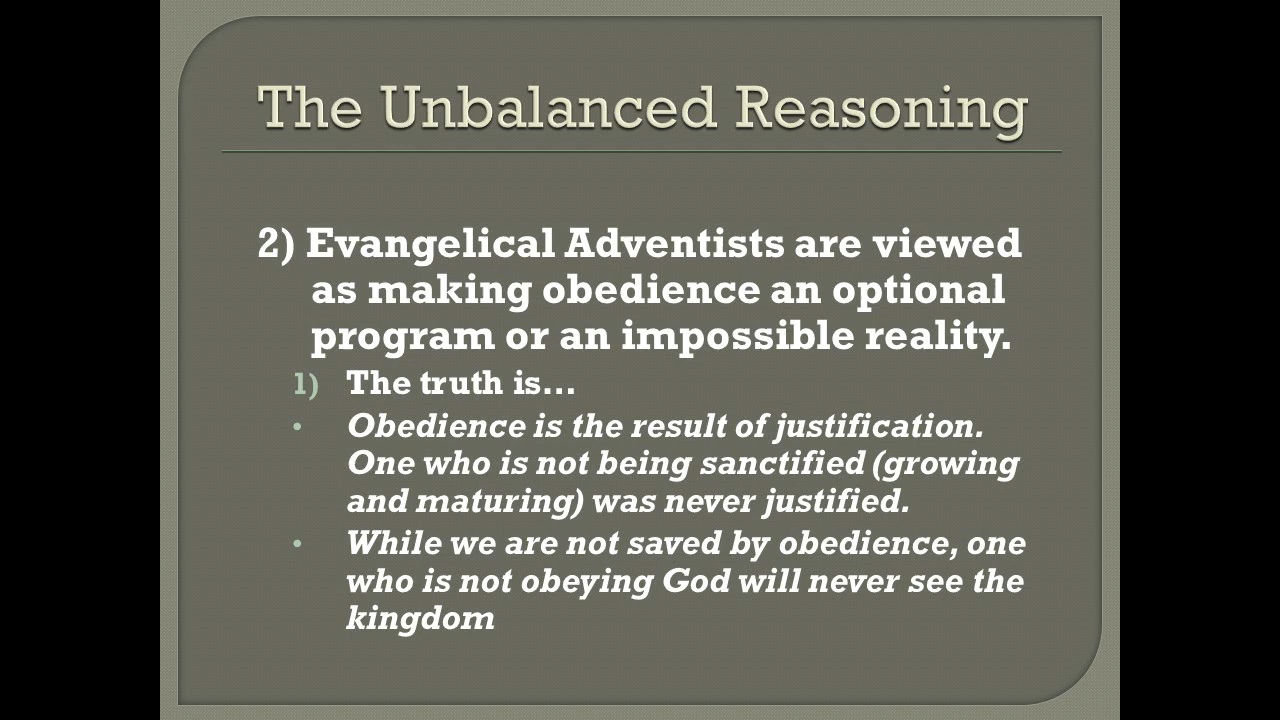 The Unbalanced Reasoning
2) Evangelical Adventists are viewed
as making obedience an optional
program or an impossible reality.
1) The truth is...
• Obedience is the result of justification.
One who is not being sanctified (growing
and maturing) was never justified.
• While we are not saved by obedience, one
who is not obeying God will never see the
kingdom